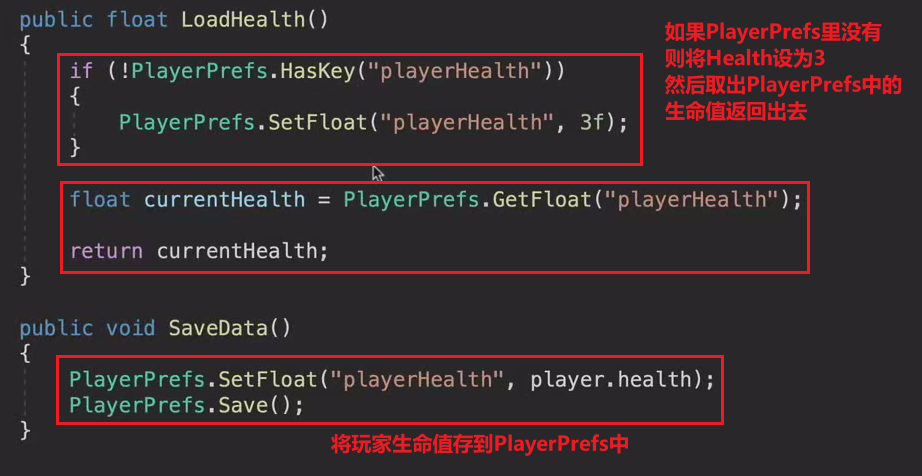 public float LoadHealth()
{
if (!PlayerPrefs.HasKey("playerHealth"))
{
PlayerPrefs.SetFloat("playerHealth", 3f);
}
float currentHealth = PlayerPrefs.GetFloat("playerHealth");
return currentHealth;
}
如果PlayerPrefs里没有
则将Health设为3
然后取出PlayerPrefs中的
生命值返回出去
public void SaveData()
{
PlayerPrefs.SetFloat("playerHealth", player.health);
PlayerPrefs.Save();
}
将玩家生命值存到PlayerPrefs中